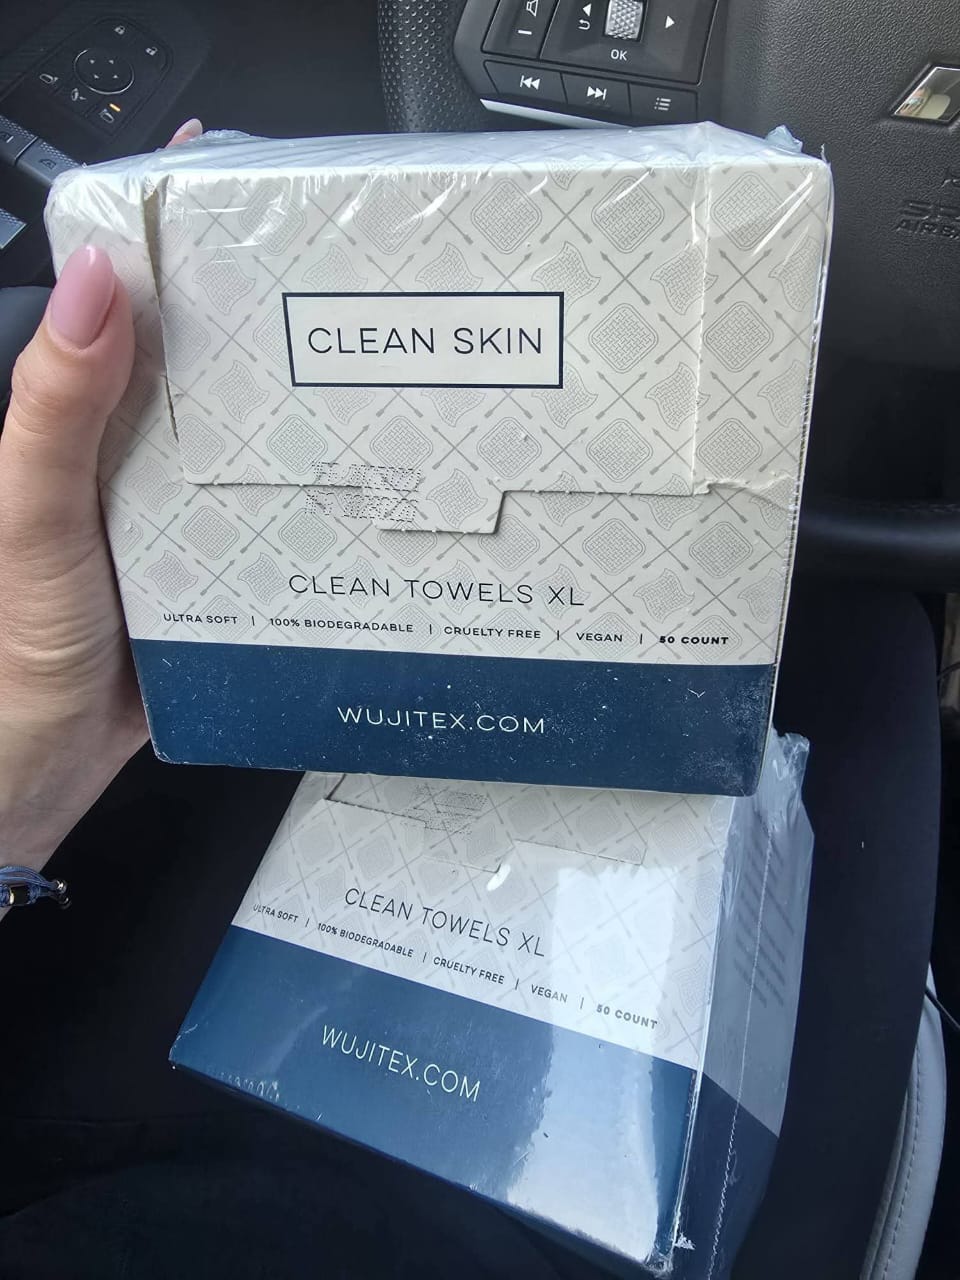 OK
CLEAN SKIN
CLEAN TOWELS XL
ULTRA SOFT | 100% BIODEGRADABLE | CRUELTY FREE | VEGAN | 50 COUNT
WUJITEX.COM
CLEAN TOWELS XL
ULTRA SOFT | 100% BIODEGRADABLE | CRUELTY FREE | VEGAN | 50 COUNT
WUJITEX.COM